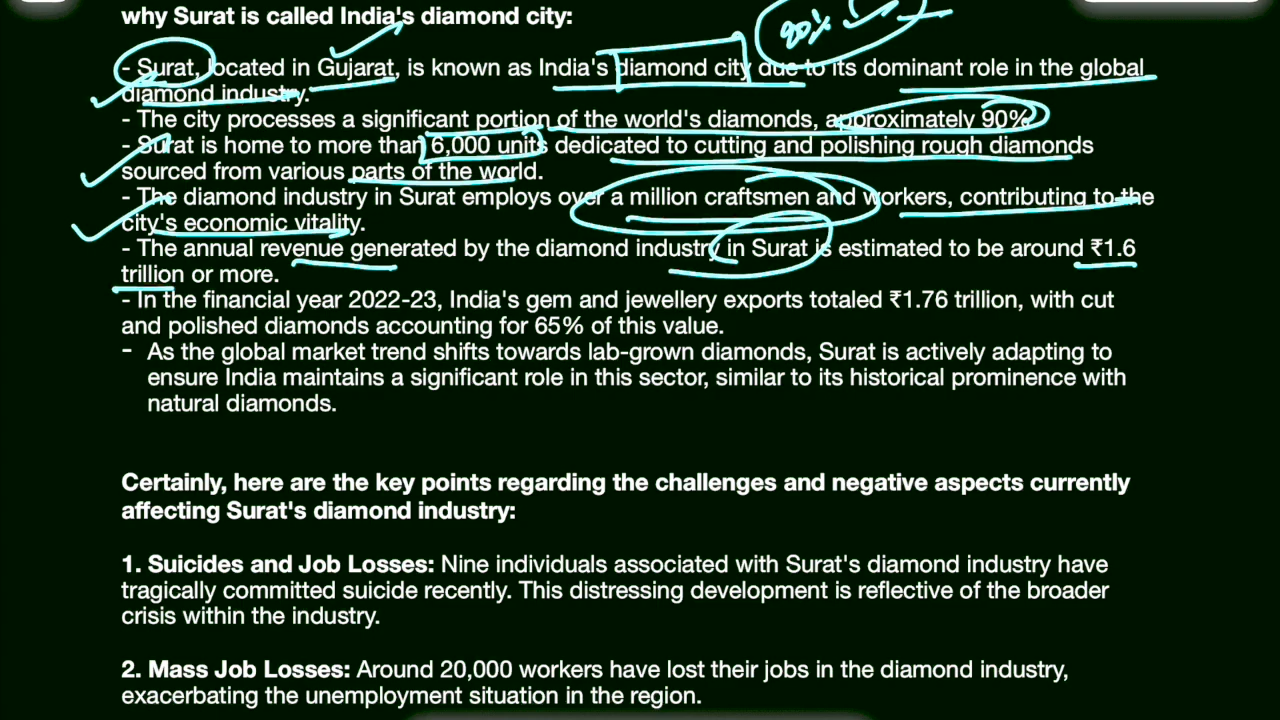 why Surat is called India's diamond city:
90%
- Surat, located in Gujarat, is known as India's diamond city due to its dominant role in the global
diamond industry.
- The city processes a significant portion of the world's diamonds, approximately 90%.
- Surat is home to more than 6,000 units dedicated to cutting and polishing rough diamonds
sourced from various parts of the world.
- The diamond industry in Surat employs over a million craftsmen and workers, contributing to the
city's economic vitality.
- The annual revenue generated by the diamond industry in Surat is estimated to be around ₹1.6
trillion or more.
- In the financial year 2022-23, India's gem and jewellery exports totaled ₹1.76 trillion, with cut
and polished diamonds accounting for 65% of this value.
- As the global market trend shifts towards lab-grown diamonds, Surat is actively adapting to
ensure India maintains a significant role in this sector, similar to its historical prominence with
natural diamonds.
Certainly, here are the key points regarding the challenges and negative aspects currently
affecting Surat's diamond industry:
1. Suicides and Job Losses: Nine individuals associated with Surat's diamond industry have
tragically committed suicide recently. This distressing development is reflective of the broader
crisis within the industry.
2. Mass Job Losses: Around 20,000 workers have lost their jobs in the diamond industry,
exacerbating the unemployment situation in the region.